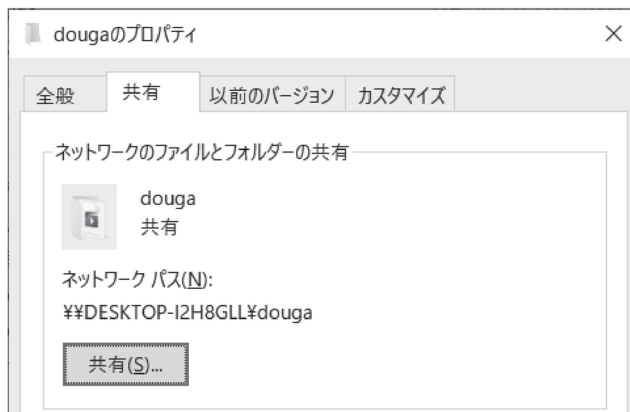 dougaのプロパティ
全般 共有 以前のバージョン カスタマイズ
ネットワークのファイルとフォルダーの共有
douga
共有
ネットワーク パス(N):
¥¥DESKTOP-I2H8GLL¥douga
共有(S)...